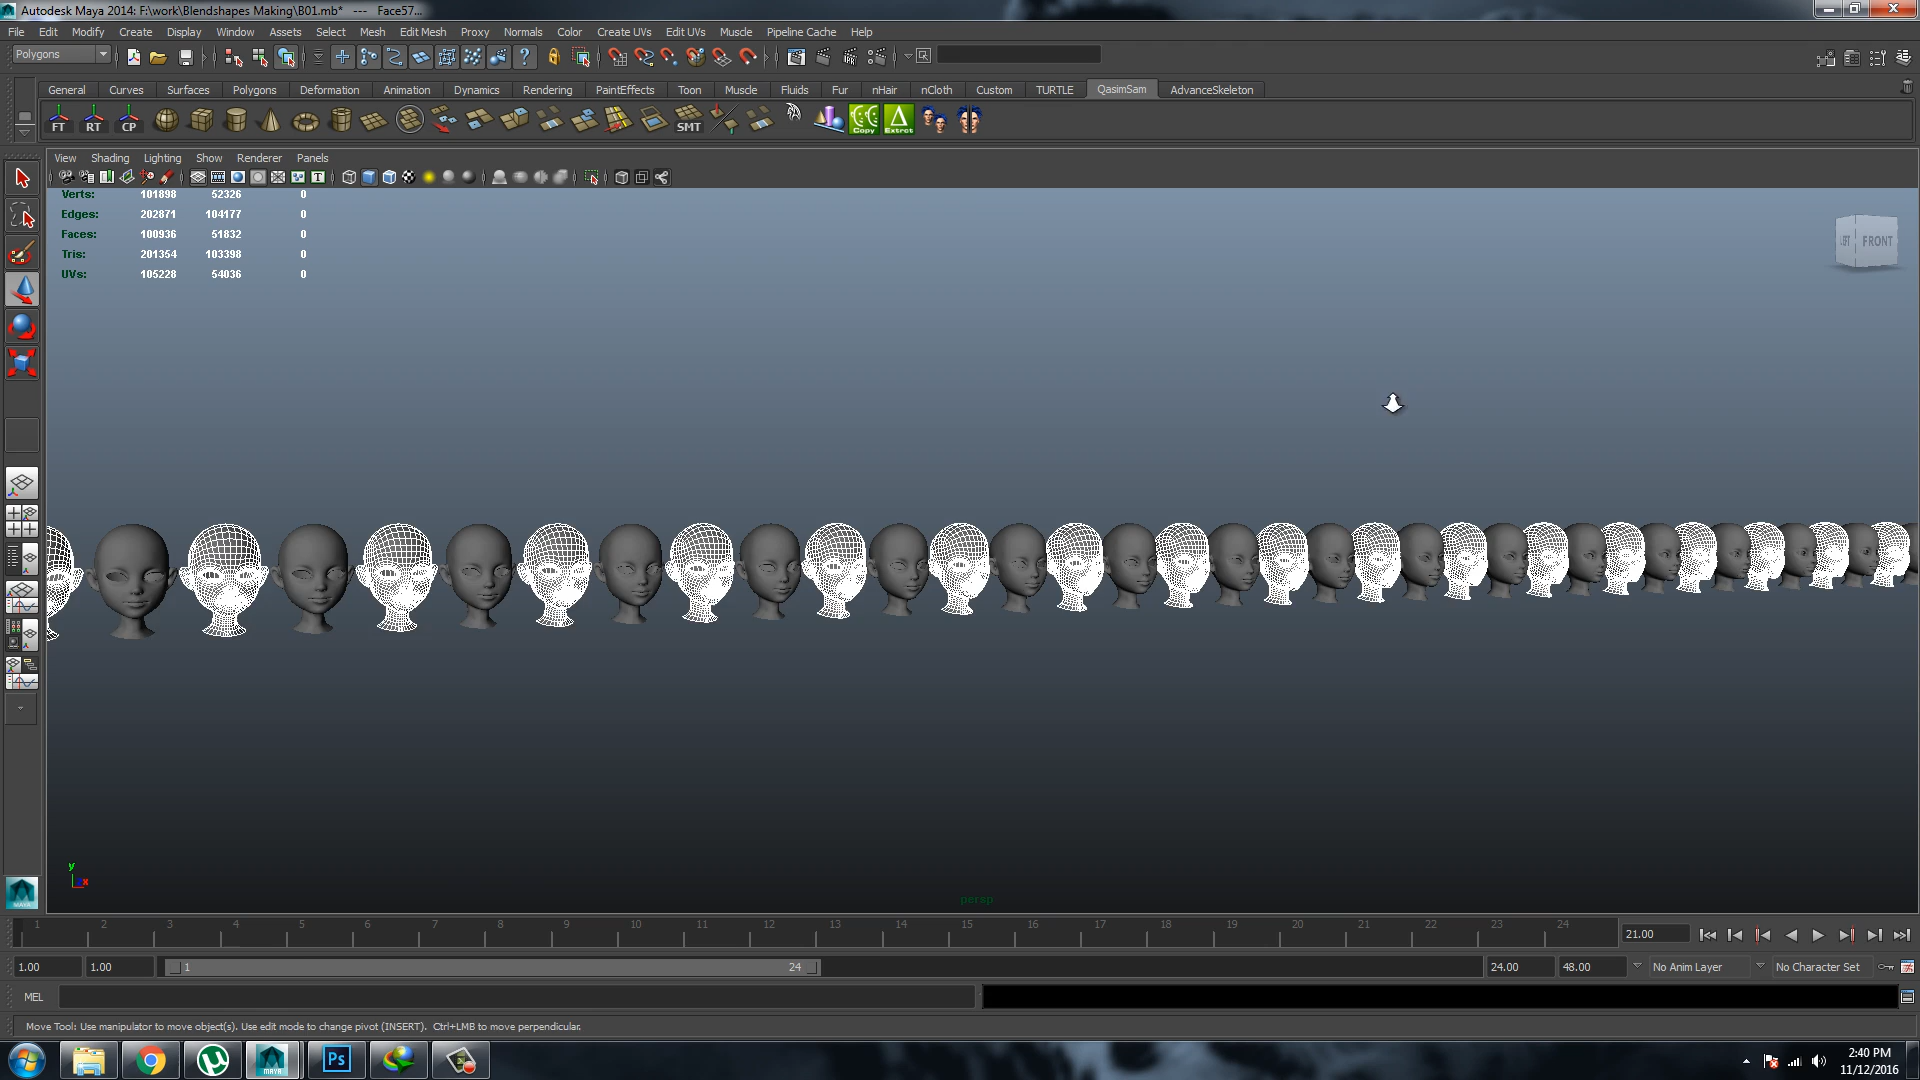 Autodesk Maya 2014: F:\work\Blendshapes Making\B01.mb*   ---   Face57...
File Edit Modify Create Display Window Assets Select Mesh Edit Mesh Proxy Normals Color Create UVs Edit UVs Muscle Pipeline Cache Help
Polygons
General Curves Surfaces Polygons Deformation Animation Dynamics Rendering PaintEffects Toon Muscle Fluids Fur nHair nCloth Custom TURTLE QasimSam AdvanceSkeleton
FT RT CP SMT Copy Extrct
View Shading Lighting Show Renderer Panels
Verts: 101898 52326 0
Edges: 202871 104177 0
Faces: 100936 51832 0
Tris: 201354 103398 0
UVs: 105228 54036 0
FRONT
y
x
persp
1 2 3 4 5 6 7 8 9 10 11 12 13 14 15 16 17 18 19 20 21 22 23 24 21.00
1.00 1.00 1 24 24.00 48.00 No Anim Layer No Character Set
MEL
Move Tool: Use manipulator to move object(s). Use edit mode to change pivot (INSERT).  Ctrl+LMB to move perpendicular.
MAYA
Ps
2:40 PM
11/12/2016